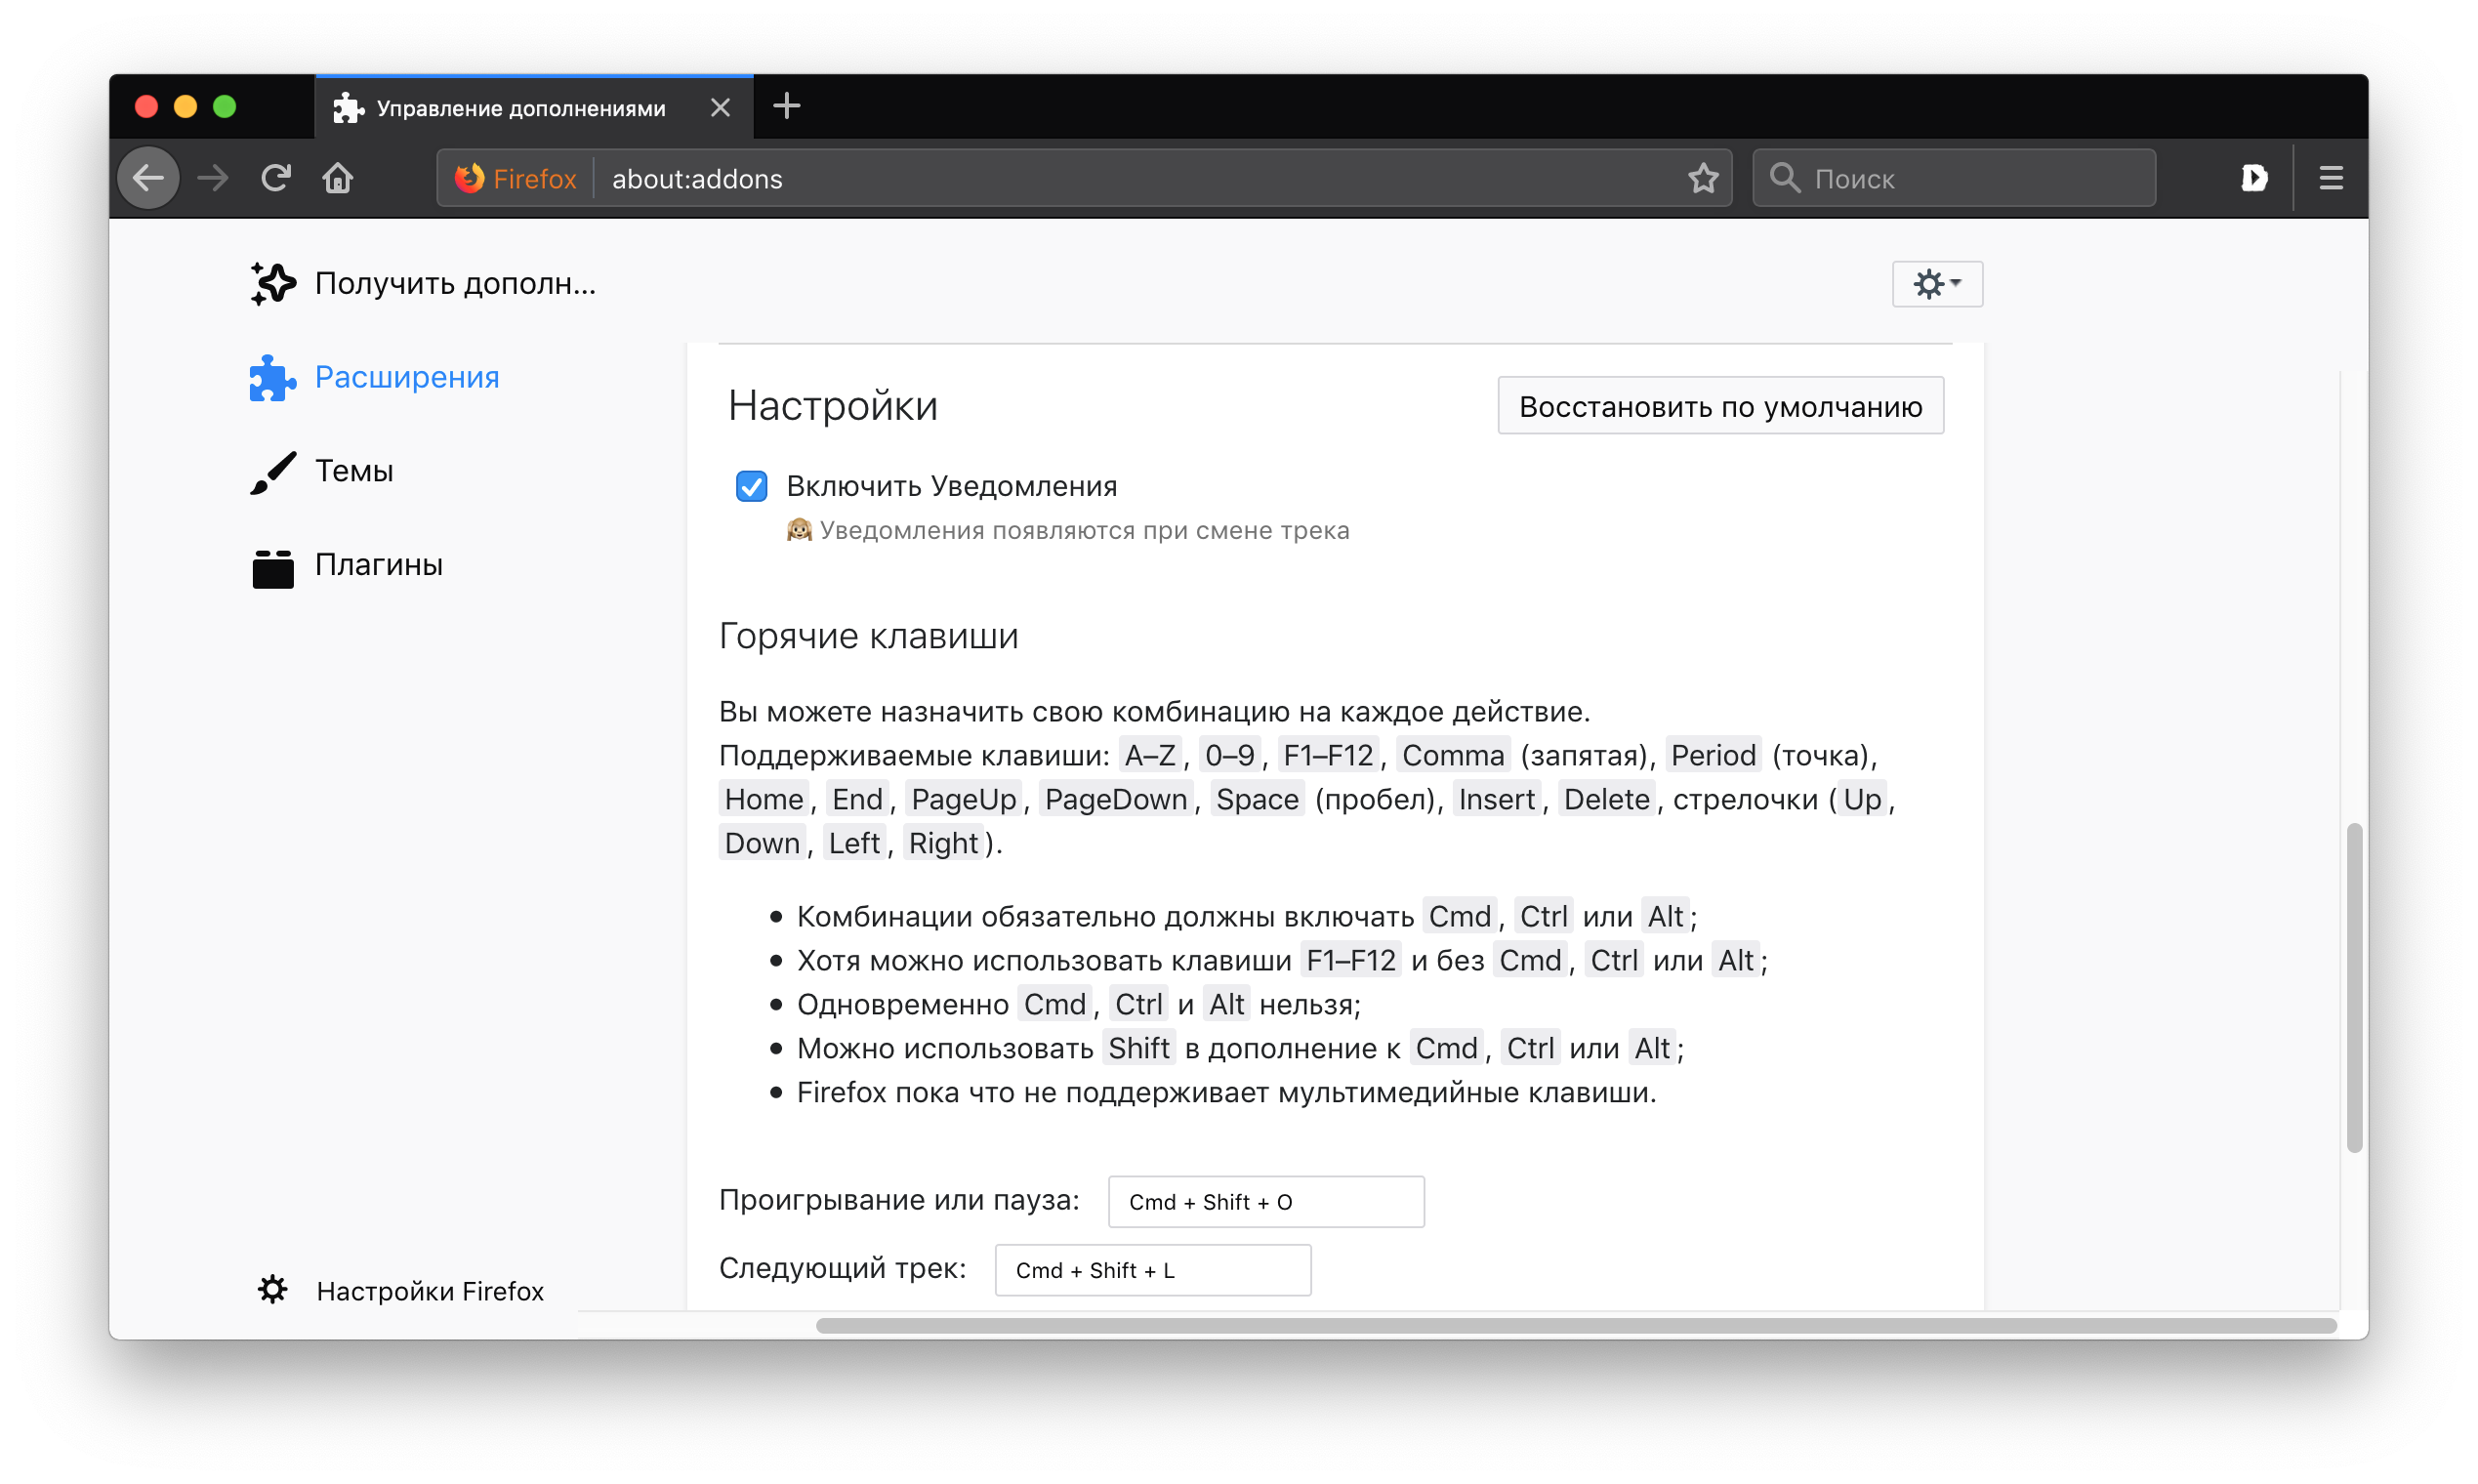 Управление дополнениями
Firefox
about:addons
Поиск
Получить дополн...
Расширения
Темы
Плагины
Настройки Firefox
Настройки
Восстановить по умолчанию
Включить Уведомления
🙉 Уведомления появляются при смене трека
Горячие клавиши
Вы можете назначить свою комбинацию на каждое действие.
Поддерживаемые клавиши: A–Z, 0–9, F1–F12, Comma (запятая), Period (точка),
Home, End, PageUp, PageDown, Space (пробел), Insert, Delete, стрелочки (Up,
Down, Left, Right).
• Комбинации обязательно должны включать Cmd, Ctrl или Alt;
• Хотя можно использовать клавиши F1–F12 и без Cmd, Ctrl или Alt;
• Одновременно Cmd, Ctrl и Alt нельзя;
• Можно использовать Shift в дополнение к Cmd, Ctrl или Alt;
• Firefox пока что не поддерживает мультимедийные клавиши.
Проигрывание или пауза: Cmd + Shift + O
Следующий трек: Cmd + Shift + L